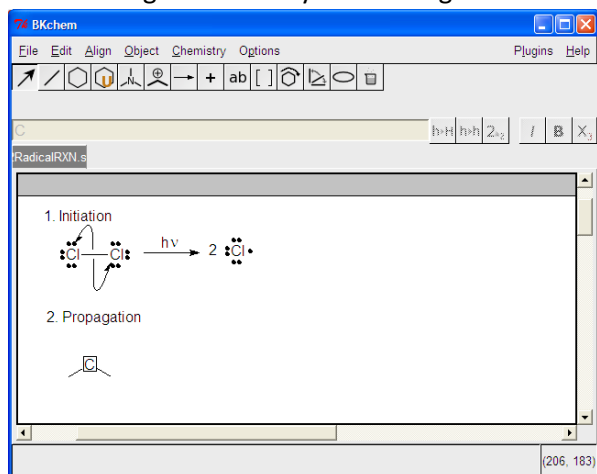 BKchem
File Edit Align Object Chemistry Options Plugins Help
N + ab [ ]
C
I B X₃
RadicalRXN.s
1. Initiation
Cl Cl hν 2 Cl
2. Propagation
C
(206, 183)